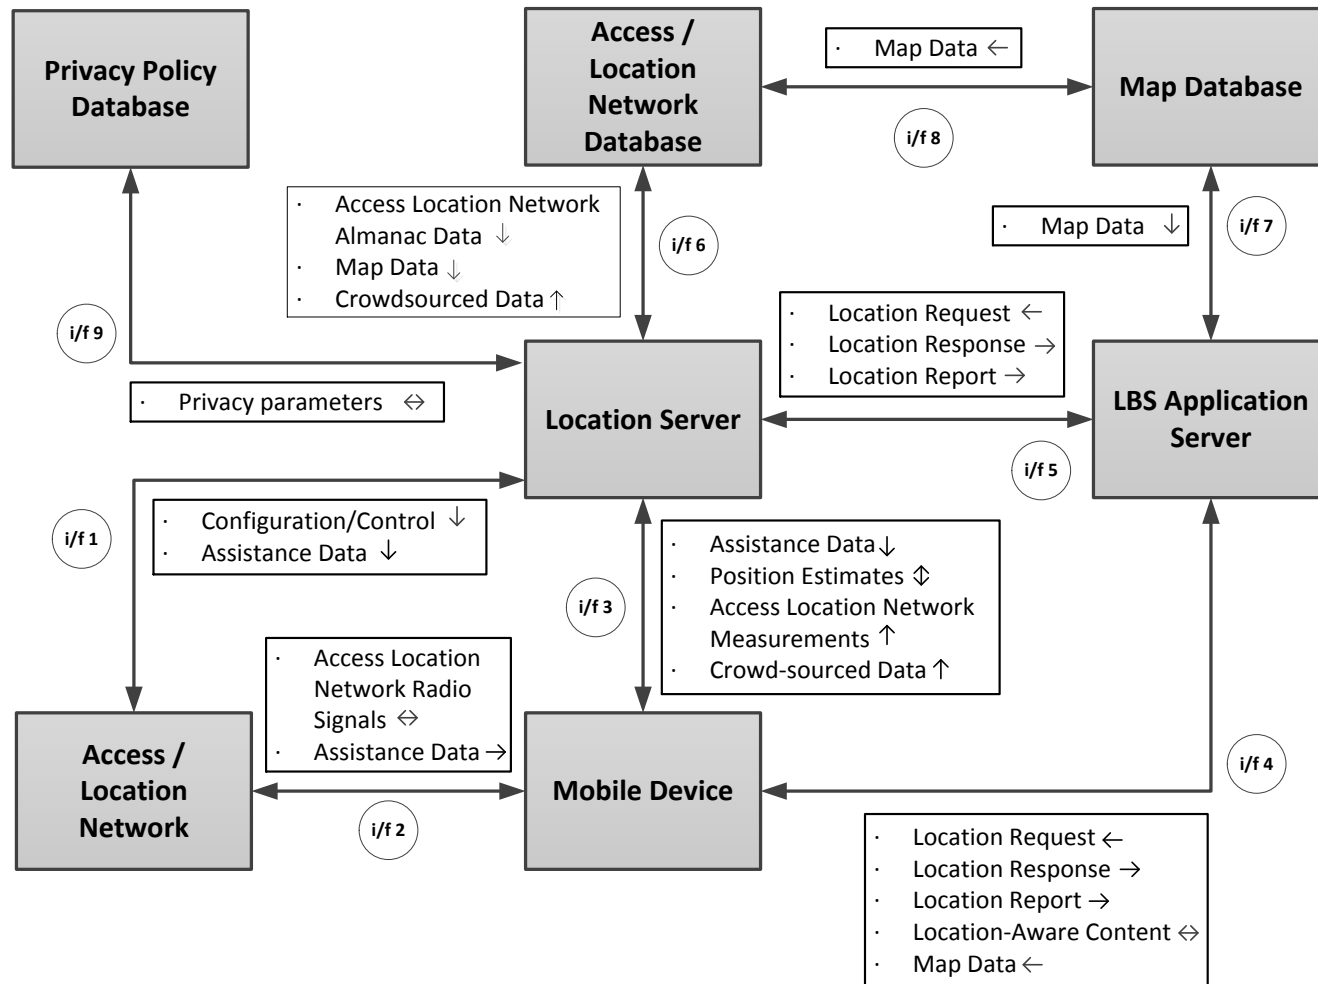 Privacy Policy
Database
Access /
Location
Network
Database
· Map Data ←
Map Database
i/f 8
· Access Location Network
Almanac Data ↓
· Map Data ↓
· Crowdsourced Data ↑
i/f 6
· Map Data ↓
i/f 7
i/f 9
· Location Request ←
· Location Response →
· Location Report →
· Privacy parameters ⇔
Location Server
LBS Application
Server
i/f 5
i/f 1
· Configuration/Control ↓
· Assistance Data ↓
i/f 3
· Assistance Data ↓
· Position Estimates ⇕
· Access Location Network
Measurements ↑
· Crowd-sourced Data ↑
· Access Location
Network Radio
Signals ⇔
· Assistance Data →
Access /
Location
Network
i/f 2
Mobile Device
i/f 4
· Location Request ←
· Location Response →
· Location Report →
· Location-Aware Content ⇔
· Map Data ←